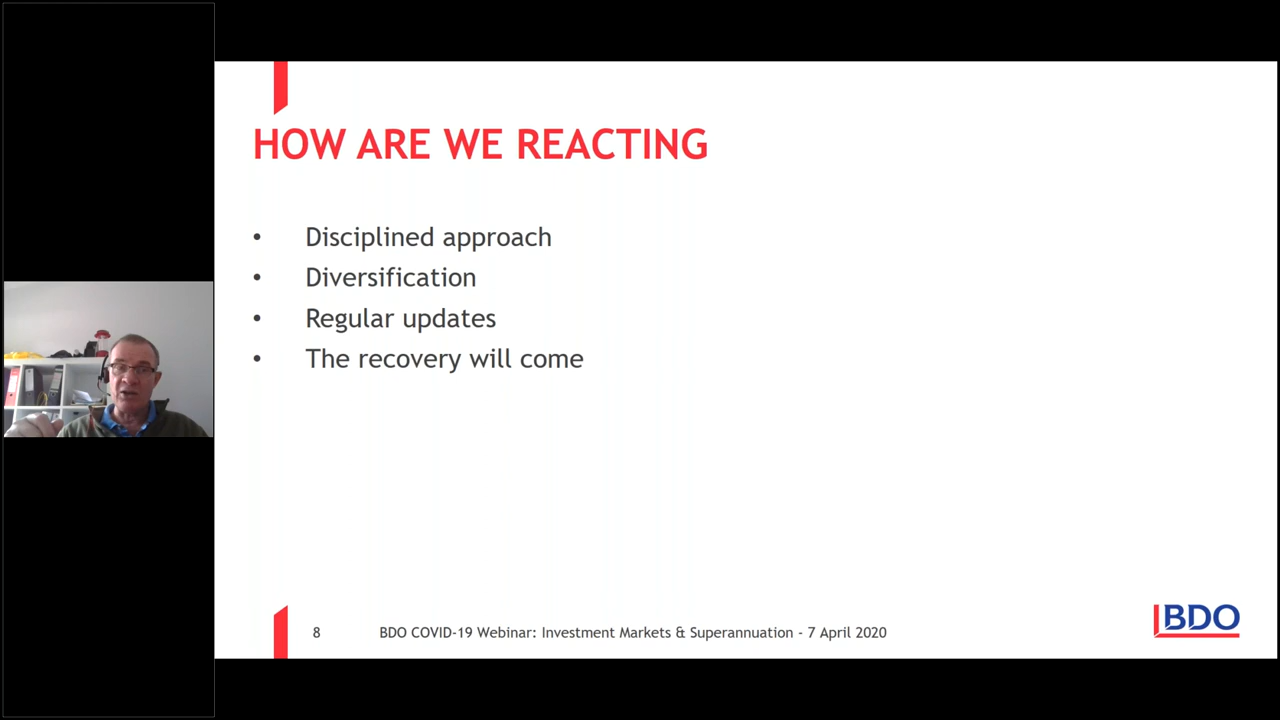 HOW ARE WE REACTING
• Disciplined approach
• Diversification
• Regular updates
• The recovery will come
8 BDO COVID-19 Webinar: Investment Markets & Superannuation - 7 April 2020
BDO